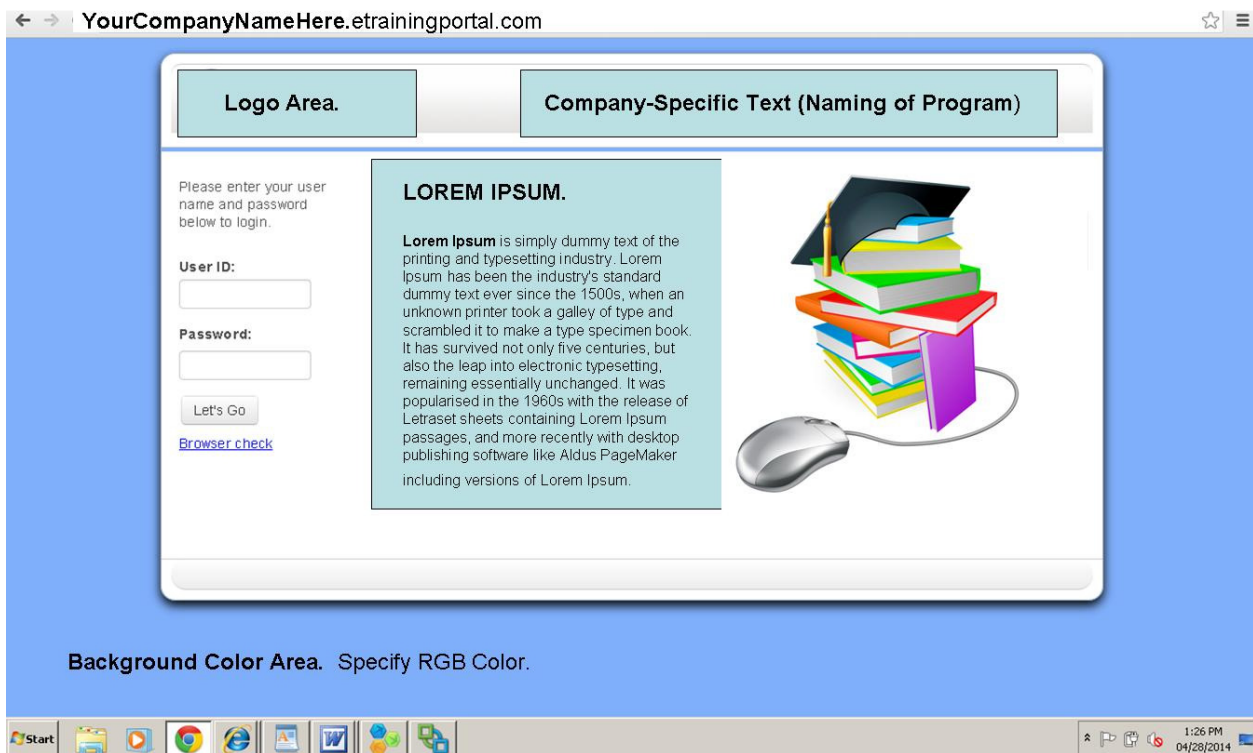 YourCompanyNameHere.etrainingportal.com
Logo Area.
Company-Specific Text (Naming of Program)
Please enter your user
name and password
below to login.
User ID:
Password:
Let's Go
Browser check
LOREM IPSUM.
Lorem Ipsum is simply dummy text of the
printing and typesetting industry. Lorem
Ipsum has been the industry's standard
dummy text ever since the 1500s, when an
unknown printer took a galley of type and
scrambled it to make a type specimen book.
It has survived not only five centuries, but
also the leap into electronic typesetting,
remaining essentially unchanged. It was
popularised in the 1960s with the release of
Letraset sheets containing Lorem Ipsum
passages, and more recently with desktop
publishing software like Aldus PageMaker
including versions of Lorem Ipsum.
Background Color Area. Specify RGB Color.
Start
1:26 PM
04/28/2014